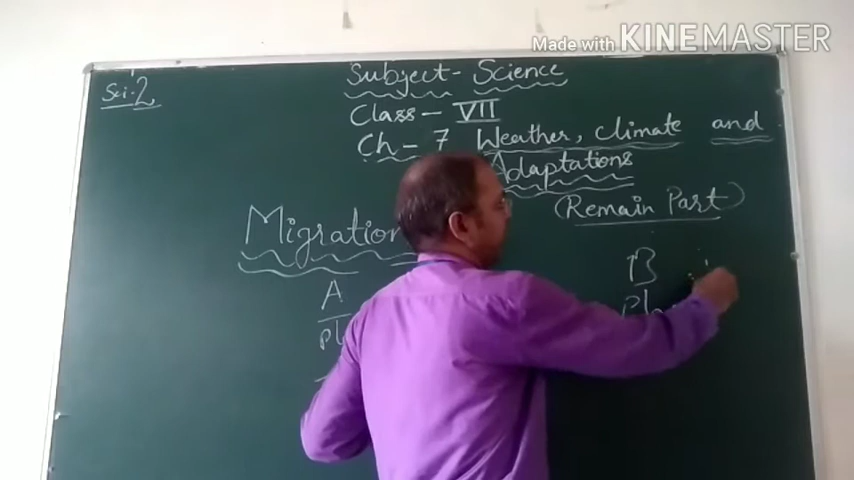 Made with KINEMASTER
Sci.2
Subject - Science
Class - VII
Ch - 7 Weather, climate and
Adaptations
(Remain Part)
Migration
A
B